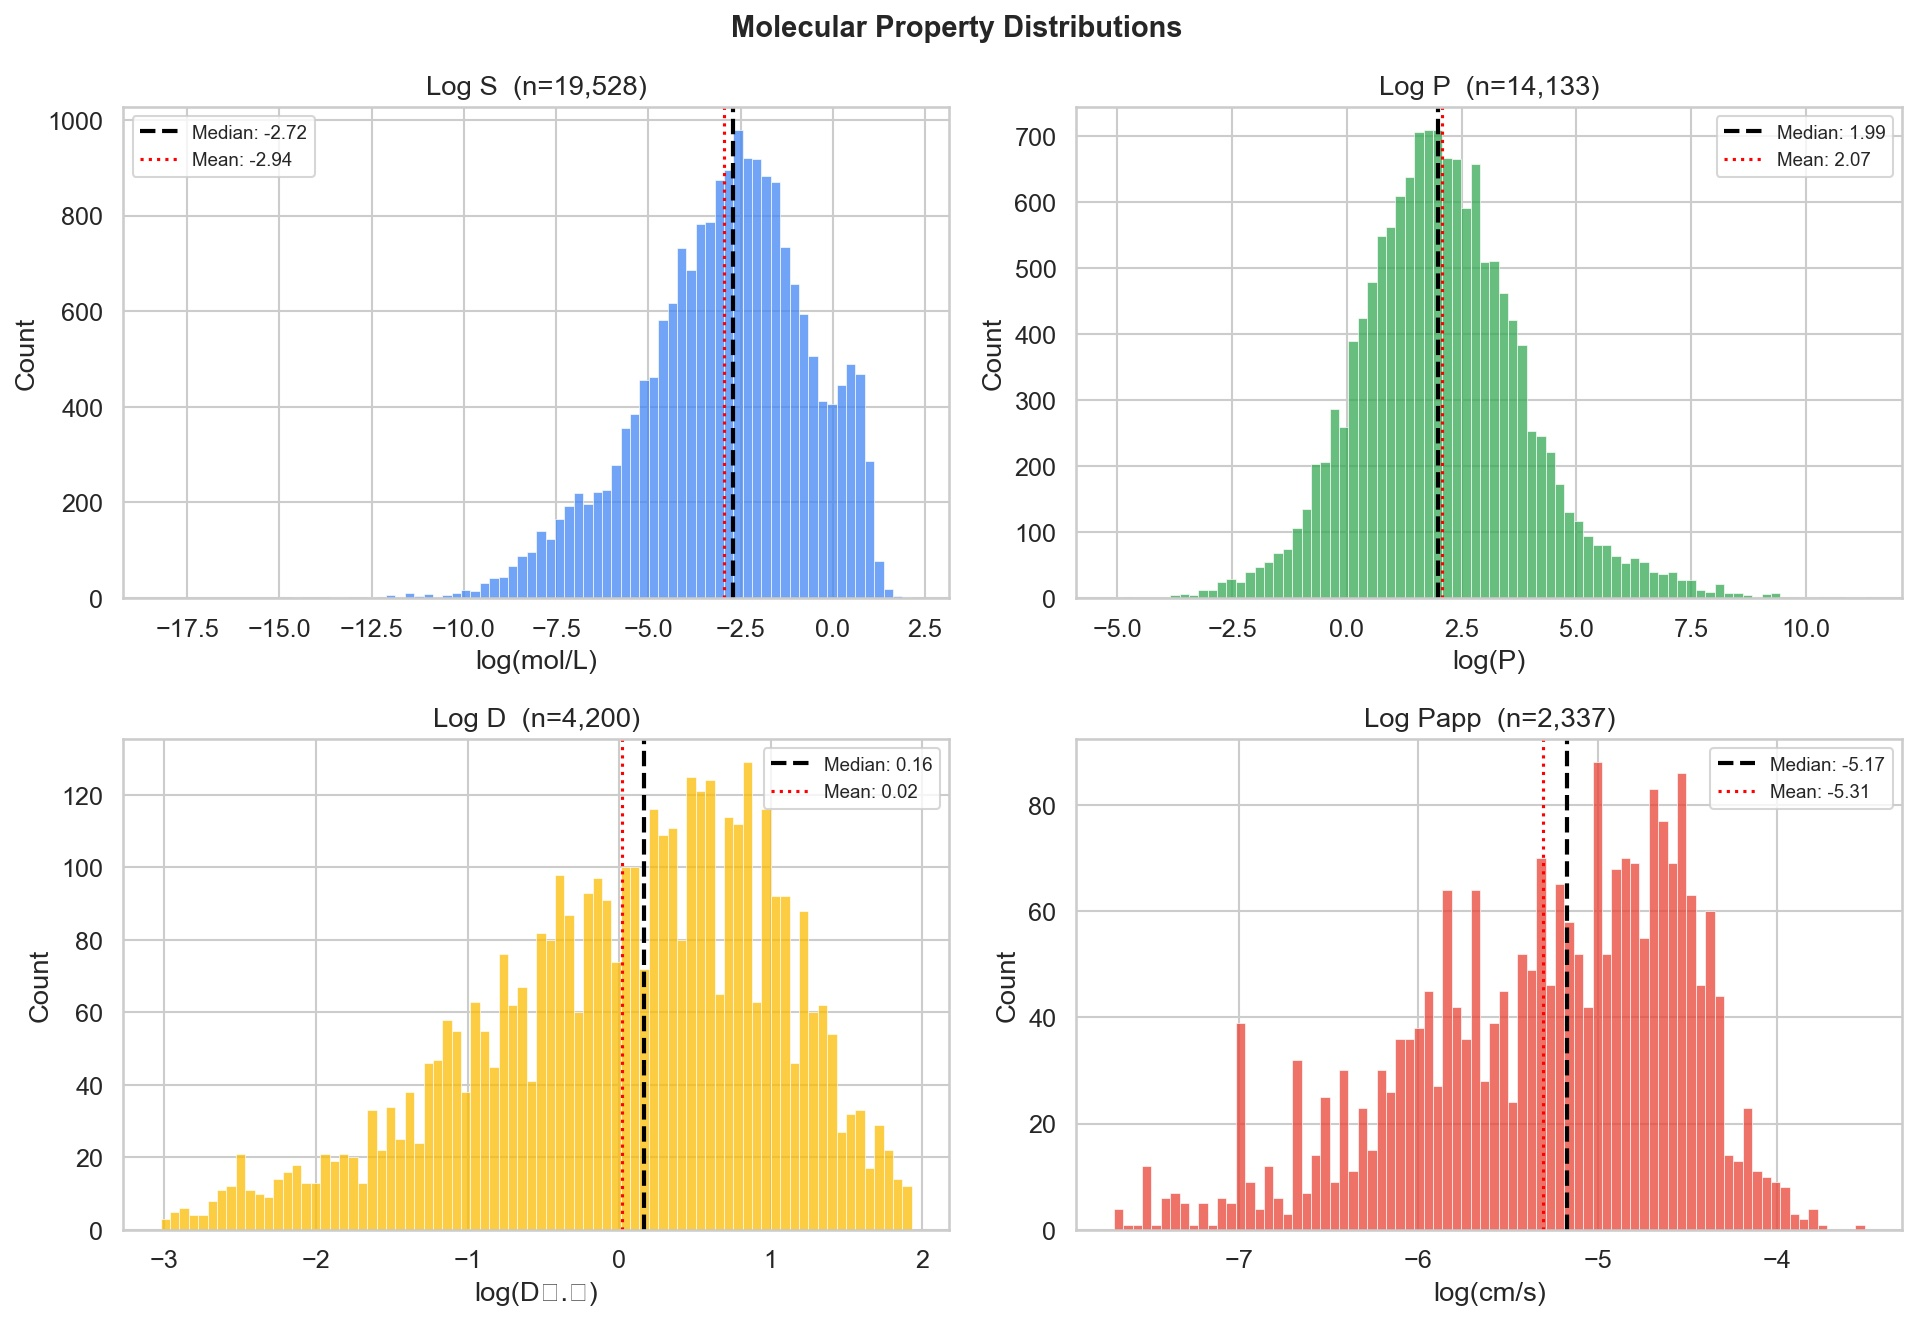 Molecular Property Distributions
Log S (n=19,528)
1000
800
600
400
200
0
Count
Median: -2.72
Mean: -2.94
−17.5 −15.0 −12.5 −10.0 −7.5 −5.0 −2.5 0.0 2.5
log(mol/L)
Log P (n=14,133)
700
600
500
400
300
200
100
0
Count
Median: 1.99
Mean: 2.07
−5.0 −2.5 0.0 2.5 5.0 7.5 10.0
log(P)
Log D (n=4,200)
120
100
80
60
40
20
0
Count
Median: 0.16
Mean: 0.02
−3 −2 −1 0 1 2
log(D□.□)
Log Papp (n=2,337)
80
60
40
20
0
Count
Median: -5.17
Mean: -5.31
−7 −6 −5 −4
log(cm/s)